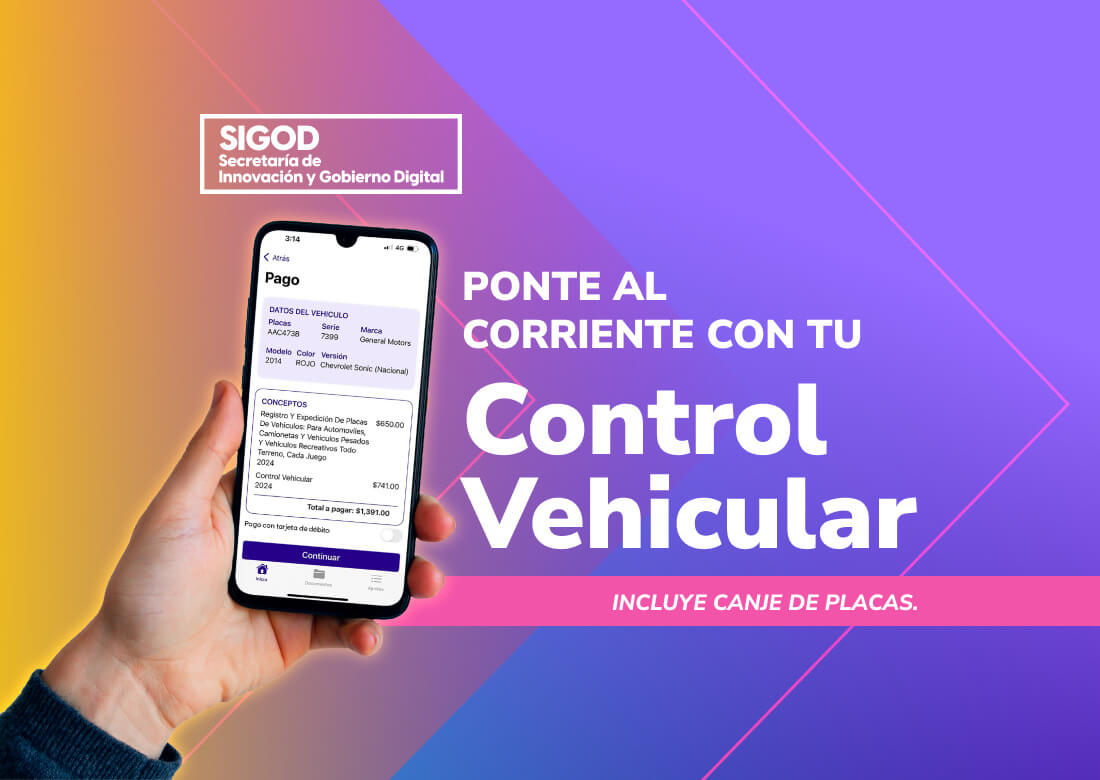 SIGOD
Secretaría de
Innovación y Gobierno Digital
3:14
4G
Atrás
Pago
DATOS DEL VEHICULO
Placas Serie Marca
AAC473B 7399 General Motors
Modelo Color Versión
2014 ROJO Chevrolet Sonic (Nacional)
CONCEPTOS
Registro Y Expedición De Placas $650.00
De Vehiculos: Para Automoviles,
Camionetas Y Vehiculos Pesados
Y Vehiculos Recreativos Todo
Terreno, Cada Juego
2024
Control Vehicular $741.00
2024
Total a pagar: $1,391.00
Pago con tarjeta de débito
Continuar
Inicio Documentos Ajustes
PONTE AL
CORRIENTE CON TU
Control
Vehicular
INCLUYE CANJE DE PLACAS.